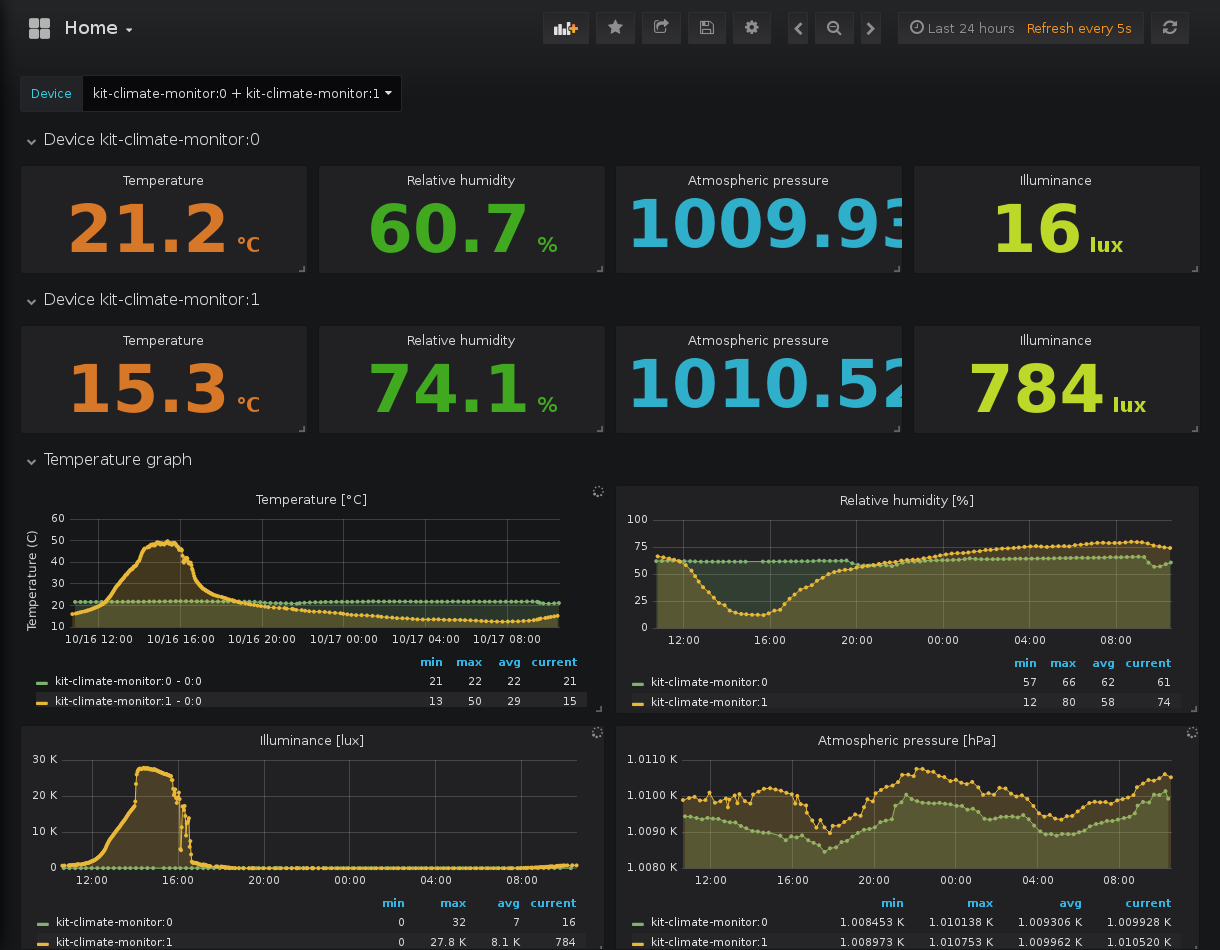 Home
Last 24 hours Refresh every 5s
Device kit-climate-monitor:0 + kit-climate-monitor:1
Device kit-climate-monitor:0
Temperature Relative humidity Atmospheric pressure Illuminance
21.2 °C 60.7 % 1009.93 16 lux
Device kit-climate-monitor:1
Temperature Relative humidity Atmospheric pressure Illuminance
15.3 °C 74.1 % 1010.52 784 lux
Temperature graph
Temperature [°C]
Temperature (C)
60
50
40
30
20
10
10/16 12:00 10/16 16:00 10/16 20:00 10/17 00:00 10/17 04:00 10/17 08:00
min max avg current
kit-climate-monitor:0 - 0:0 21 22 22 21
kit-climate-monitor:1 - 0:0 13 50 29 15
Relative humidity [%]
100
75
50
25
0
12:00 16:00 20:00 00:00 04:00 08:00
min max avg current
kit-climate-monitor:0 57 66 62 61
kit-climate-monitor:1 12 80 58 74
Illuminance [lux]
30 K
20 K
10 K
0
12:00 16:00 20:00 00:00 04:00 08:00
min max avg current
kit-climate-monitor:0 0 32 7 16
kit-climate-monitor:1 0 27.8 K 8.1 K 784
Atmospheric pressure [hPa]
1.0110 K
1.0100 K
1.0090 K
1.0080 K
12:00 16:00 20:00 00:00 04:00 08:00
min max avg current
kit-climate-monitor:0 1.008453 K 1.010138 K 1.009306 K 1.009928 K
kit-climate-monitor:1 1.008973 K 1.010753 K 1.009962 K 1.010520 K